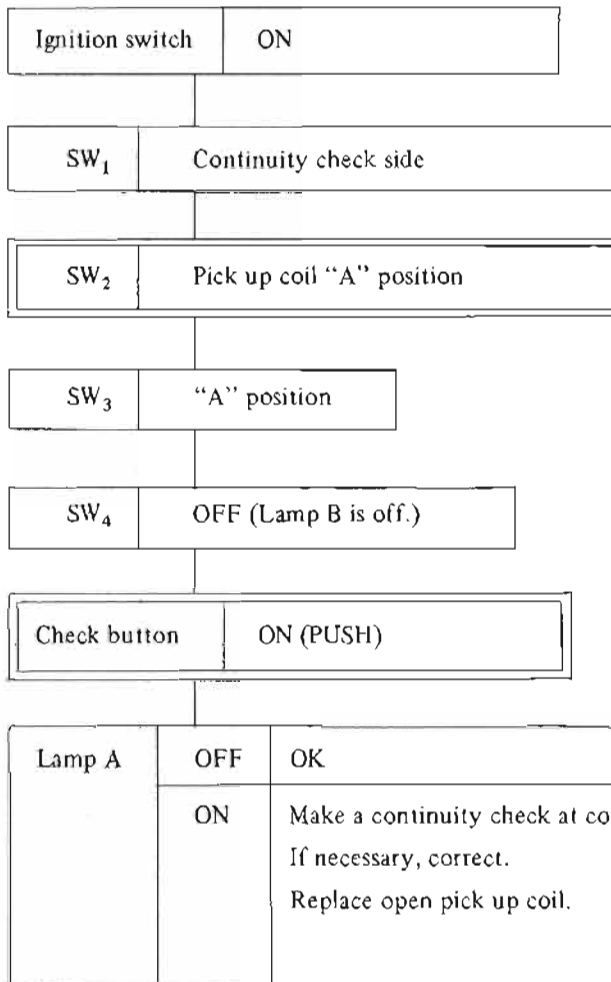 Ignition switch ON
SW1 Continuity check side
SW2 Pick up coil “A” position
SW3 “A” position
SW4 OFF (Lamp B is off.)
Check button ON (PUSH)
Lamp A OFF OK
ON Make a continuity check at
If necessary, correct.
Replace open pick up coil.